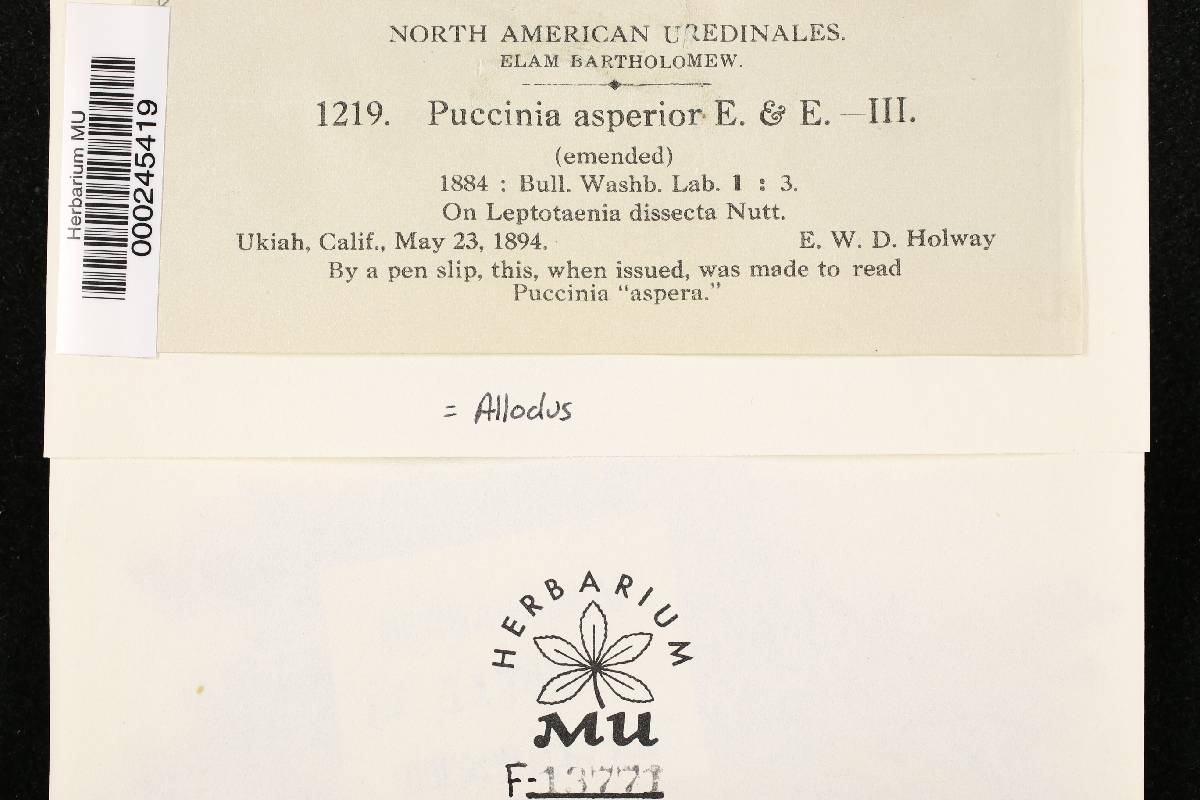 NORTH AMERICAN UREDINALES.
ELAM BARTHOLOMEW.
1219. Puccinia asperior E. & E. —III.
(emended)
1884 : Bull. Washb. Lab. 1 : 3.
On Leptotaenia dissecta Nutt.
Ukiah, Calif., May 23, 1894. E. W. D. Holway
By a pen slip, this, when issued, was made to read
Puccinia “aspera.”
Herbarium MU
000245419
= Allodus
HERBARIUM
MU
F-13771